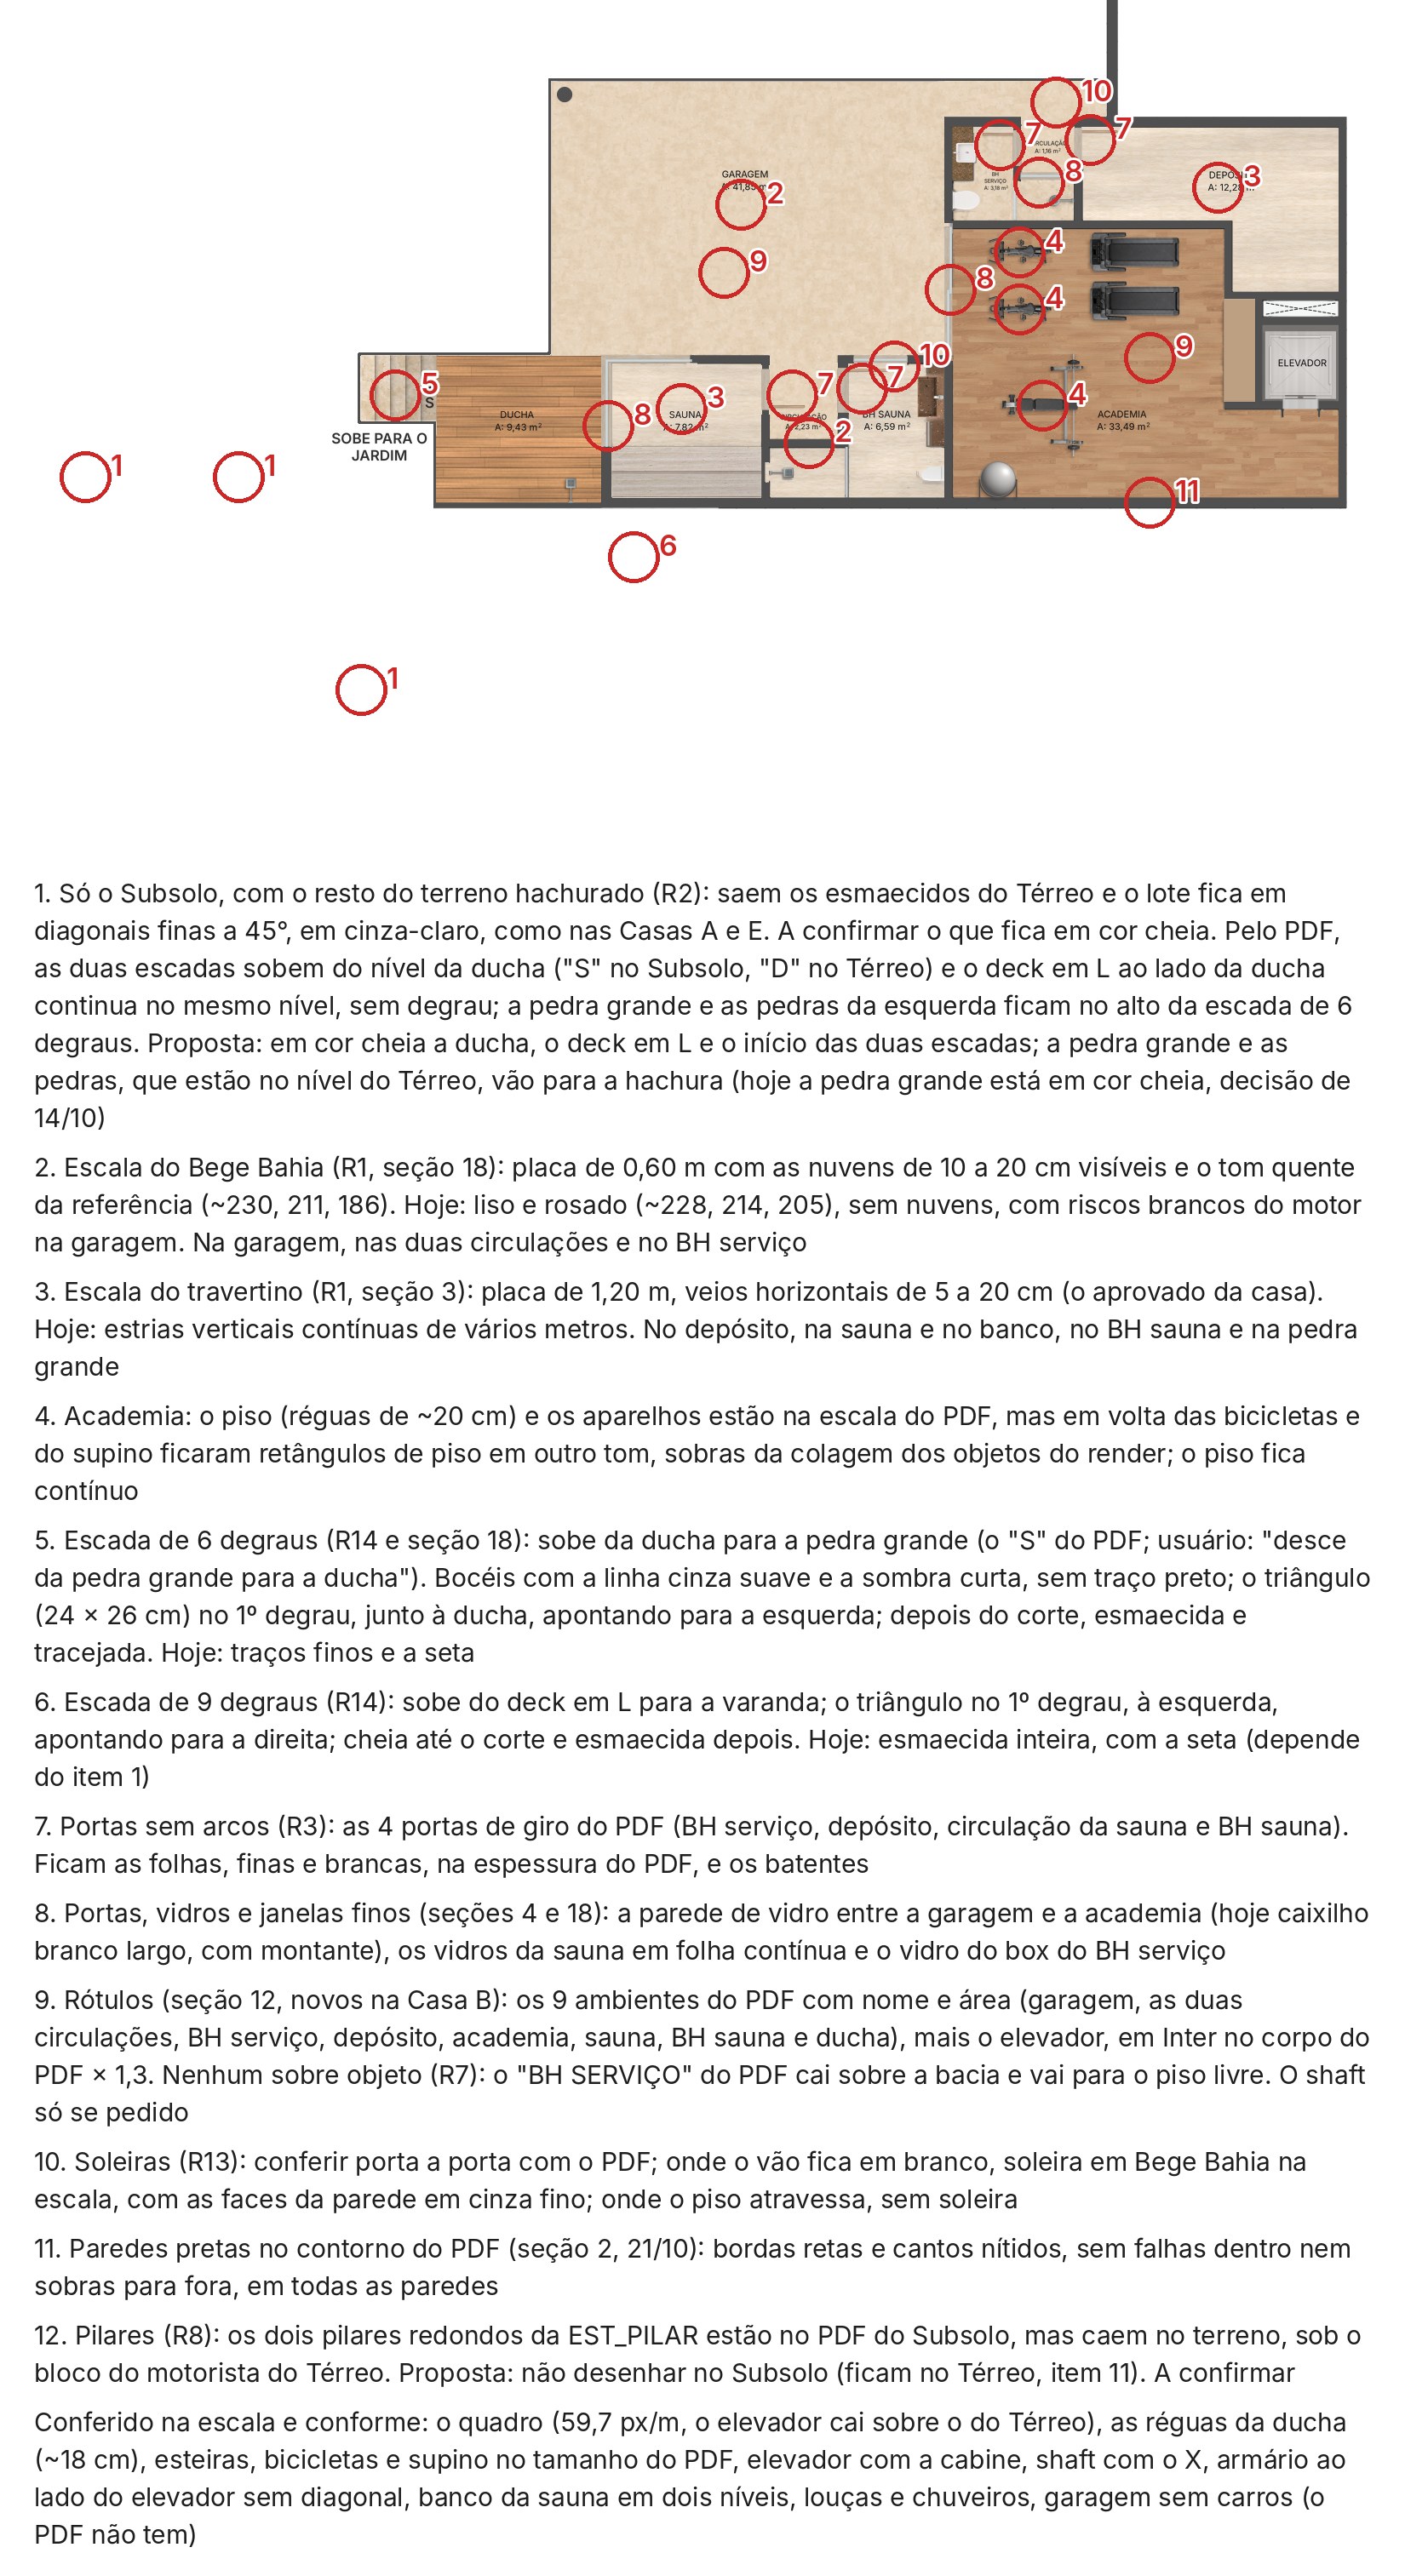 10
7
7
CIRCULAÇÃO
A: 1,16 m²
8
BH
SERVIÇO
A: 3,18 m²
3
A: 12,28
GARAGEM
A: 41,85 m²
2
9
4
8
4
10
9
ELEVADOR
5
S
DUCHA
A: 9,43 m²
8
3
SAUNA
A: 7,82 m²
7
7
A: 2,23 m²
2
BH SAUNA
A: 6,59 m²
4
ACADEMIA
A: 33,49 m²
SOBE PARA O
JARDIM
1
1
11
6
1
1. Só o Subsolo, com o resto do terreno hachurado (R2): saem os esmaecidos do Térreo e o lote fica em
diagonais finas a 45°, em cinza-claro, como nas Casas A e E. A confirmar o que fica em cor cheia. Pelo PDF,
as duas escadas sobem do nível da ducha ("S" no Subsolo, "D" no Térreo) e o deck em L ao lado da ducha
continua no mesmo nível, sem degrau; a pedra grande e as pedras da esquerda ficam no alto da escada de 6
degraus. Proposta: em cor cheia a ducha, o deck em L e o início das duas escadas; a pedra grande e as
pedras, que estão no nível do Térreo, vão para a hachura (hoje a pedra grande está em cor cheia, decisão de
14/10)
2. Escala do Bege Bahia (R1, seção 18): placa de 0,60 m com as nuvens de 10 a 20 cm visíveis e o tom quente
da referência (~230, 211, 186). Hoje: liso e rosado (~228, 214, 205), sem nuvens, com riscos brancos do motor
na garagem. Na garagem, nas duas circulações e no BH serviço
3. Escala do travertino (R1, seção 3): placa de 1,20 m, veios horizontais de 5 a 20 cm (o aprovado da casa).
Hoje: estrias verticais contínuas de vários metros. No depósito, na sauna e no banco, no BH sauna e na pedra
grande
4. Academia: o piso (réguas de ~20 cm) e os aparelhos estão na escala do PDF, mas em volta das bicicletas e
do supino ficaram retângulos de piso em outro tom, sobras da colagem dos objetos do render; o piso fica
contínuo
5. Escada de 6 degraus (R14 e seção 18): sobe da ducha para a pedra grande (o "S" do PDF; usuário: "desce
da pedra grande para a ducha"). Bocéis com a linha cinza suave e a sombra curta, sem traço preto; o triângulo
(24 × 26 cm) no 1º degrau, junto à ducha, apontando para a esquerda; depois do corte, esmaecida e
tracejada. Hoje: traços finos e a seta
6. Escada de 9 degraus (R14): sobe do deck em L para a varanda; o triângulo no 1º degrau, à esquerda,
apontando para a direita; cheia até o corte e esmaecida depois. Hoje: esmaecida inteira, com a seta (depende
do item 1)
7. Portas sem arcos (R3): as 4 portas de giro do PDF (BH serviço, depósito, circulação da sauna e BH sauna).
Ficam as folhas, finas e brancas, na espessura do PDF, e os batentes
8. Portas, vidros e janelas finos (seções 4 e 18): a parede de vidro entre a garagem e a academia (hoje caixilho
branco largo, com montante), os vidros da sauna em folha contínua e o vidro do box do BH serviço
9. Rótulos (seção 12, novos na Casa B): os 9 ambientes do PDF com nome e área (garagem, as duas
circulações, BH serviço, depósito, academia, sauna, BH sauna e ducha), mais o elevador, em Inter no corpo do
PDF × 1,3. Nenhum sobre objeto (R7): o "BH SERVIÇO" do PDF cai sobre a bacia e vai para o piso livre. O shaft
só se pedido
10. Soleiras (R13): conferir porta a porta com o PDF; onde o vão fica em branco, soleira em Bege Bahia na
escala, com as faces da parede em cinza fino; onde o piso atravessa, sem soleira
11. Paredes pretas no contorno do PDF (seção 2, 21/10): bordas retas e cantos nítidos, sem falhas dentro nem
sobras para fora, em todas as paredes
12. Pilares (R8): os dois pilares redondos da EST_PILAR estão no PDF do Subsolo, mas caem no terreno, sob o
bloco do motorista do Térreo. Proposta: não desenhar no Subsolo (ficam no Térreo, item 11). A confirmar
Conferido na escala e conforme: o quadro (59,7 px/m, o elevador cai sobre o do Térreo), as réguas da ducha
(~18 cm), esteiras, bicicletas e supino no tamanho do PDF, elevador com a cabine, shaft com o X, armário ao
lado do elevador sem diagonal, banco da sauna em dois níveis, louças e chuveiros, garagem sem carros (o
PDF não tem)